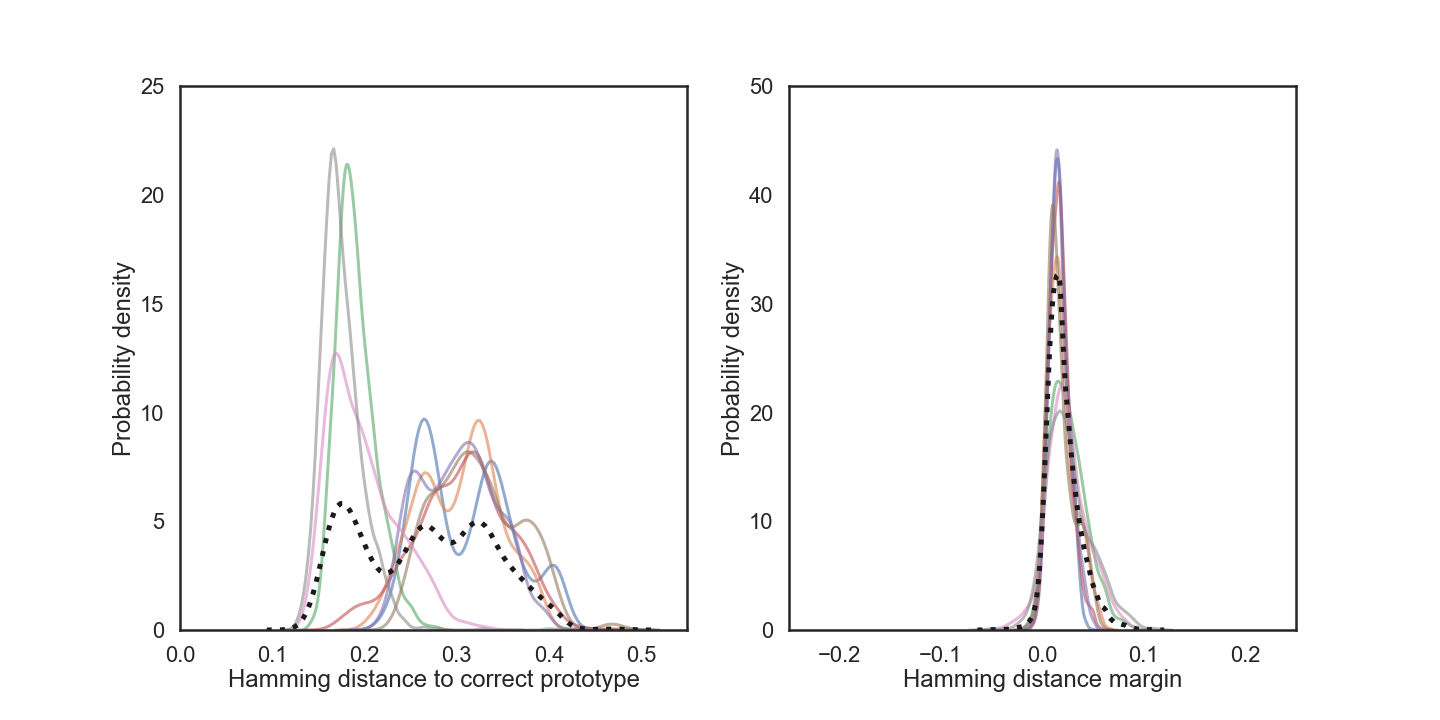 25
20
15
10
5
0
Probability density
0.0 0.1 0.2 0.3 0.4 0.5
Hamming distance to correct prototype
50
40
30
20
10
0
Probability density
−0.2 −0.1 0.0 0.1 0.2
Hamming distance margin